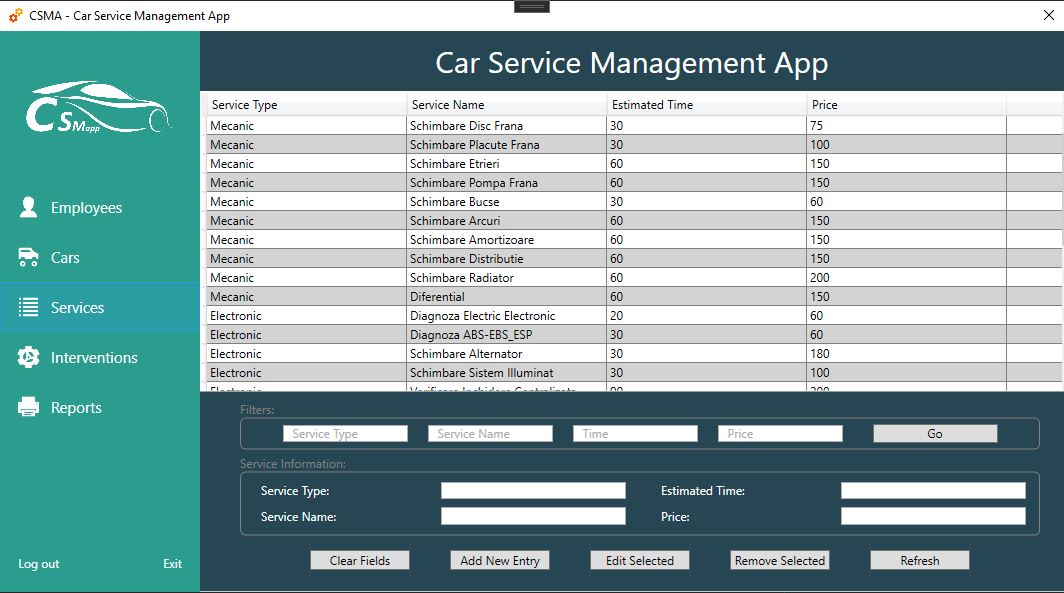 CSMA - Car Service Management App
CSMapp
Car Service Management App
Employees
Cars
Services
Interventions
Reports
Log out Exit
Service Type Service Name Estimated Time Price
Mecanic Schimbare Disc Frana 30 75
Mecanic Schimbare Placute Frana 30 100
Mecanic Schimbare Etrieri 60 150
Mecanic Schimbare Pompa Frana 60 150
Mecanic Schimbare Bucse 30 60
Mecanic Schimbare Arcuri 60 150
Mecanic Schimbare Amortizoare 60 150
Mecanic Schimbare Distributie 60 150
Mecanic Schimbare Radiator 60 200
Mecanic Diferential 60 150
Electronic Diagnoza Electric Electronic 20 60
Electronic Diagnoza ABS-EBS_ESP 30 60
Electronic Schimbare Alternator 30 180
Electronic Schimbare Sistem Illuminat 30 100
Electronic
Filters:
Service Type Service Name Time Price Go
Service Information:
Service Type: Estimated Time:
Service Name: Price:
Clear Fields Add New Entry Edit Selected Remove Selected Refresh